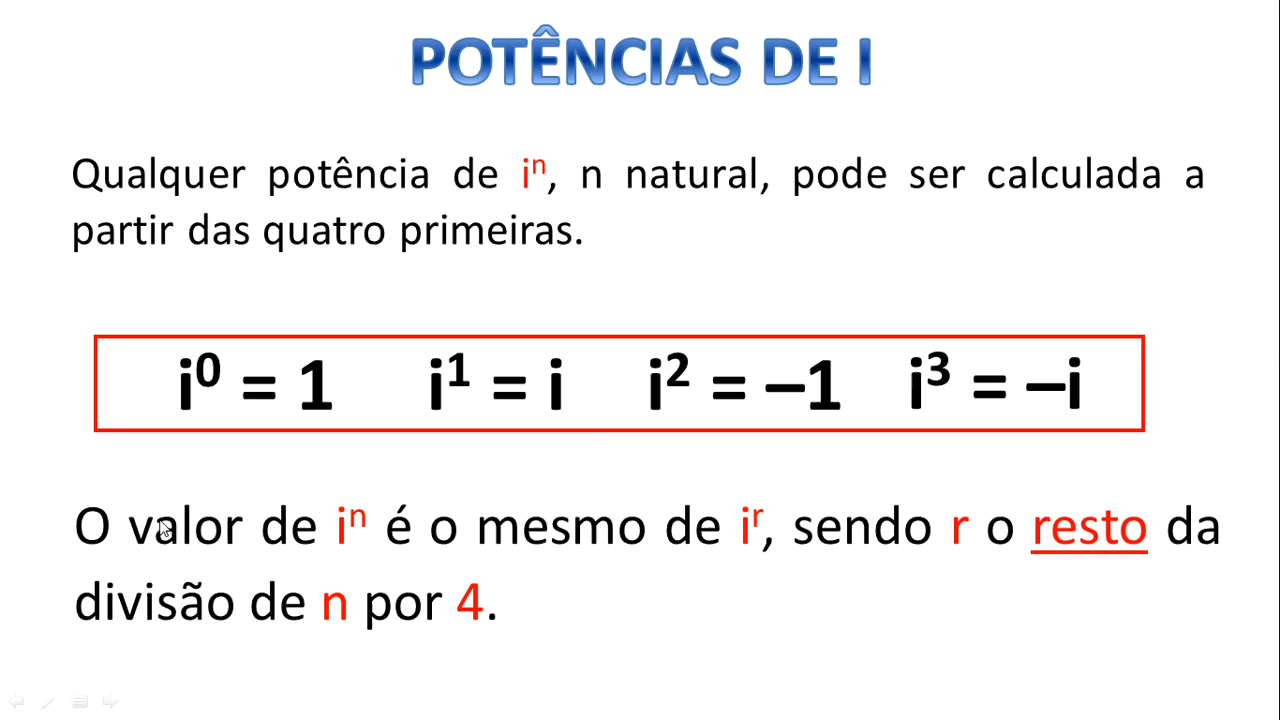 POTÊNCIAS DE I
Qualquer potência de iⁿ, n natural, pode ser calculada a
partir das quatro primeiras.
i⁰ = 1 i¹ = i i² = –1 i³ = –i
O valor de iⁿ é o mesmo de iʳ, sendo r o resto da
divisão de n por 4.